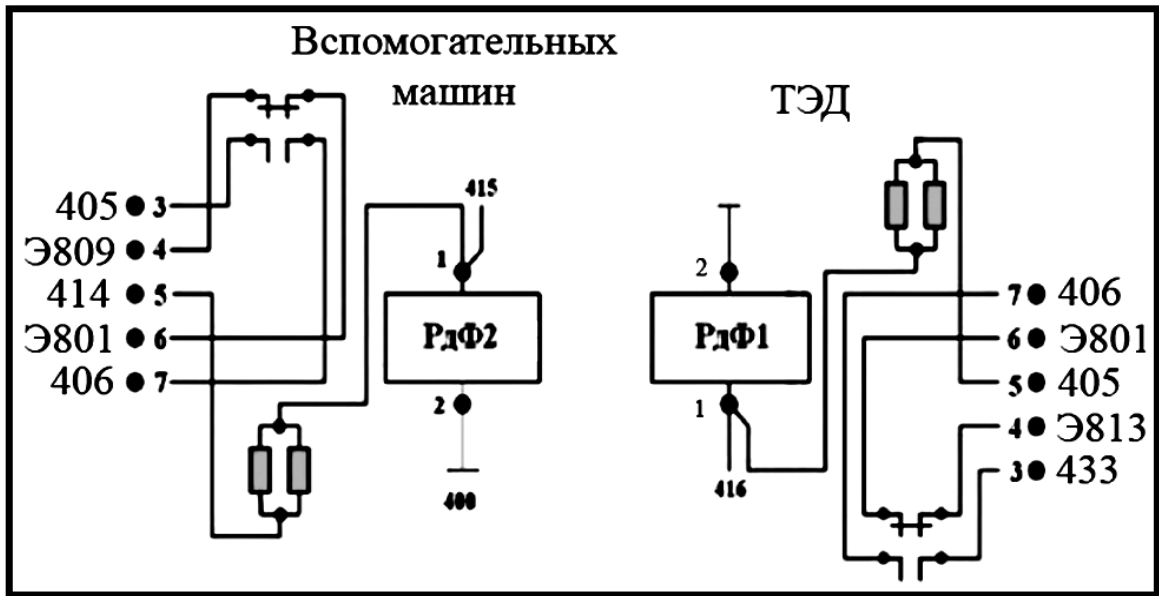 Вспомогательных
машин
ТЭД
405 3
Э809 4
414 5
Э801 6
406 7
415
1
РдФ2
2
400
2
РдФ1
1
416
7 406
6 Э801
5 405
4 Э813
3 433